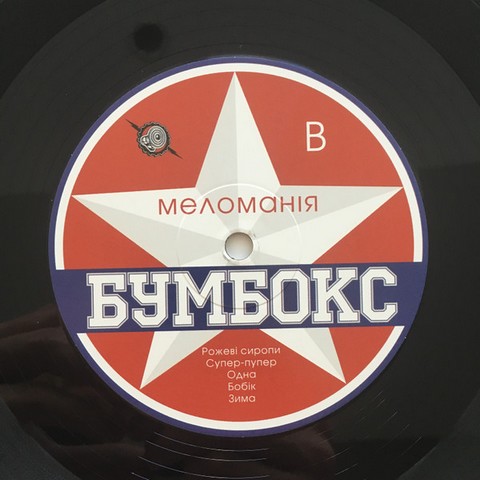 B
меломанія
БУМБОКС
Рожеві сиропи
Супер-пупер
Одна
Бобік
Зима